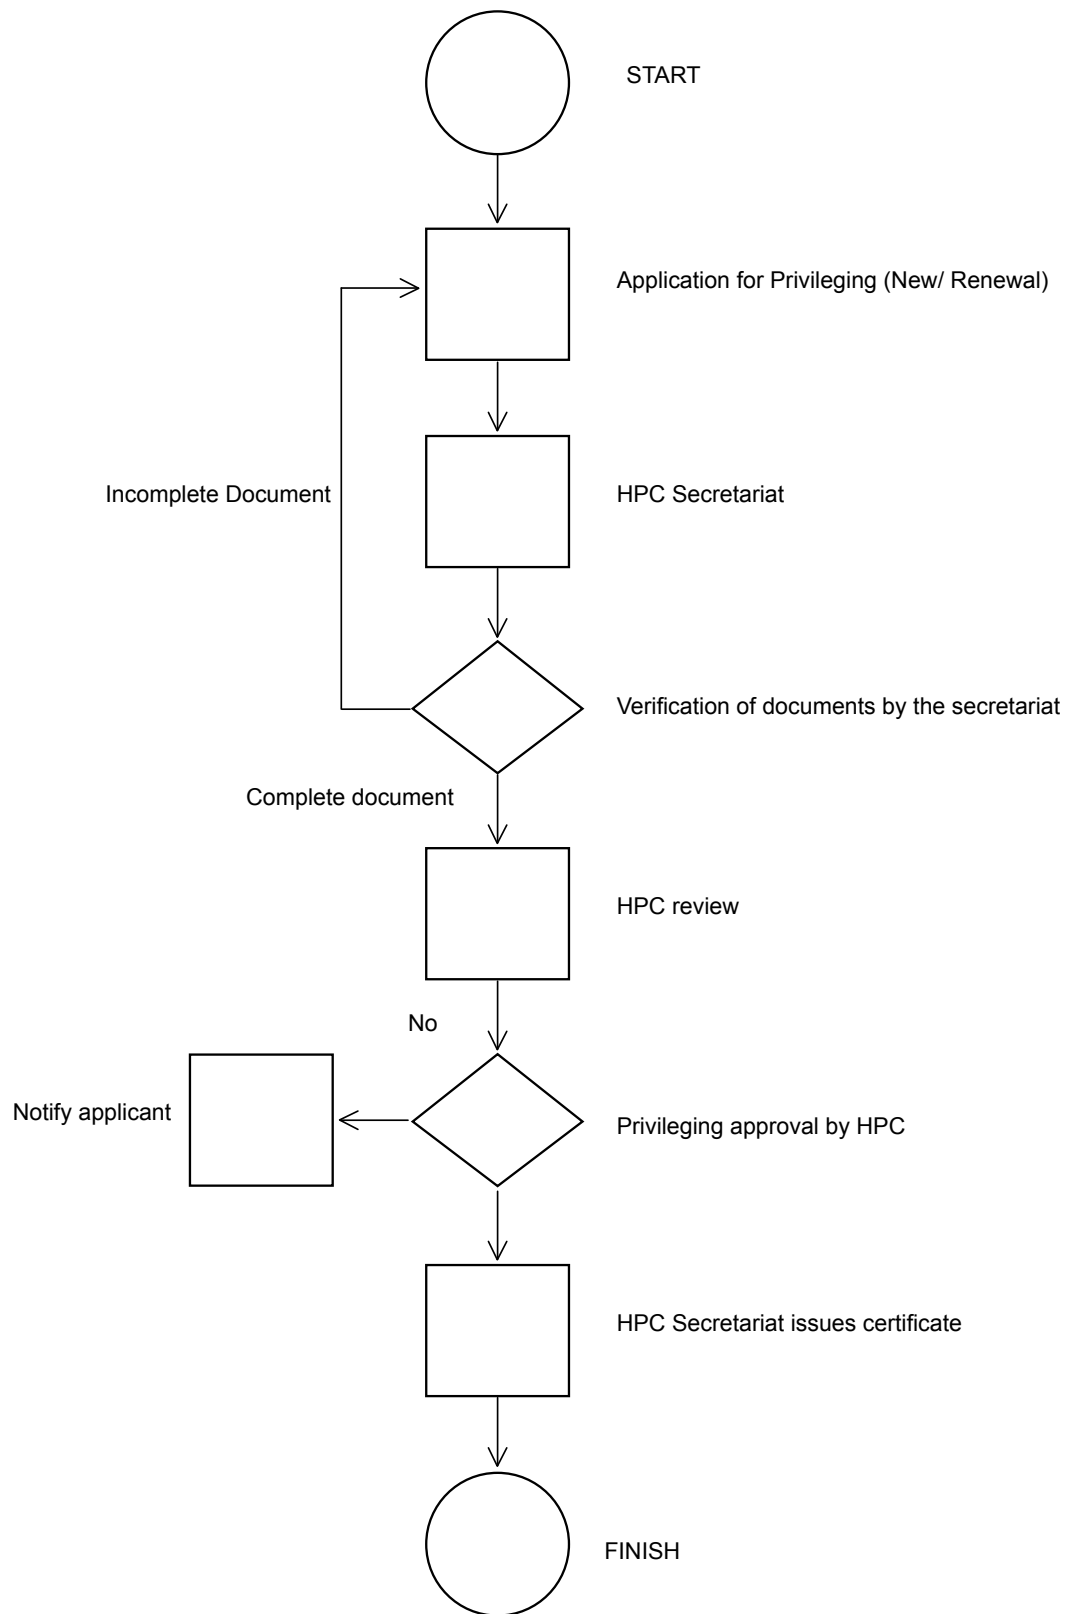 START
Application for Privileging (New/ Renewal)
Incomplete Document
HPC Secretariat
Verification of documents by the secretariat
Complete document
HPC review
No
Notify applicant
Privileging approval by HPC
HPC Secretariat issues certificate
FINISH